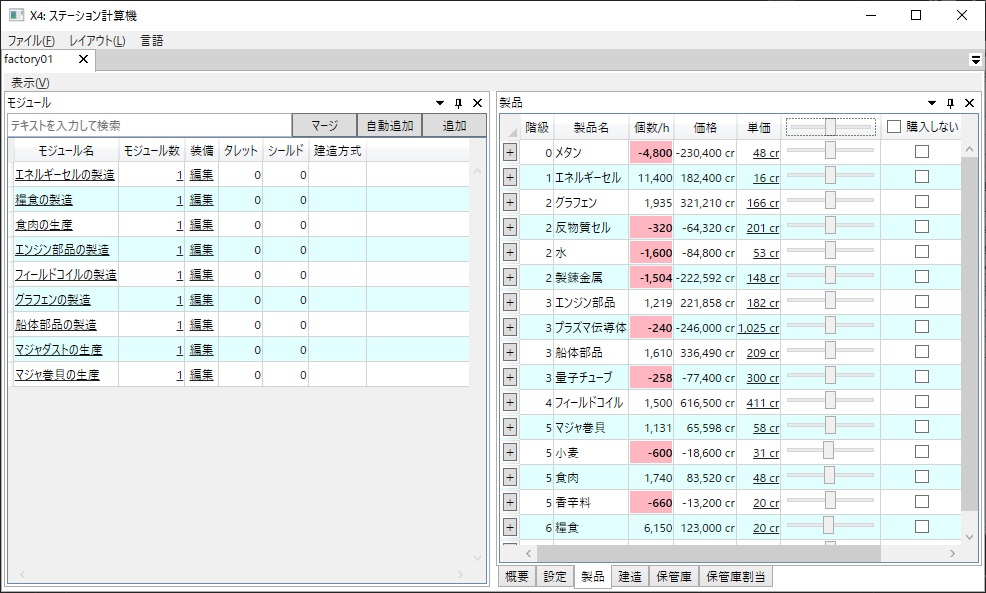 X4: ステーション計算機
ファイル(F) レイアウト(L) 言語
factory01
表示(V)
モジュール
テキストを入力して検索 マージ 自動追加 追加
モジュール名 モジュール数 装備 タレット シールド 建造方式
エネルギーセルの製造 1 編集 0 0
糧食の製造 1 編集 0 0
食肉の生産 1 編集 0 0
エンジン部品の製造 1 編集 0 0
フィールドコイルの製造 1 編集 0 0
グラフェンの製造 1 編集 0 0
船体部品の製造 1 編集 0 0
マジャダストの生産 1 編集 0 0
マジャ巻貝の生産 1 編集 0 0
製品
階級 製品名 個数/h 価格 単価 購入しない
+ 0 メタン -4,800 -230,400 cr 48 cr
+ 1 エネルギーセル 11,400 182,400 cr 16 cr
+ 2 グラフェン 1,935 321,210 cr 166 cr
+ 2 反物質セル -320 -64,320 cr 201 cr
+ 2 水 -1,600 -84,800 cr 53 cr
+ 2 製錬金属 -1,504 -222,592 cr 148 cr
+ 3 エンジン部品 1,219 221,858 cr 182 cr
+ 3 プラズマ伝導体 -240 -246,000 cr 1,025 cr
+ 3 船体部品 1,610 336,490 cr 209 cr
+ 3 量子チューブ -258 -77,400 cr 300 cr
+ 4 フィールドコイル 1,500 616,500 cr 411 cr
+ 5 マジャ巻貝 1,131 65,598 cr 58 cr
+ 5 小麦 -600 -18,600 cr 31 cr
+ 5 食肉 1,740 83,520 cr 48 cr
+ 5 香辛料 -660 -13,200 cr 20 cr
+ 6 糧食 6,150 123,000 cr 20 cr
概要 設定 製品 建造 保管庫 保管庫割当